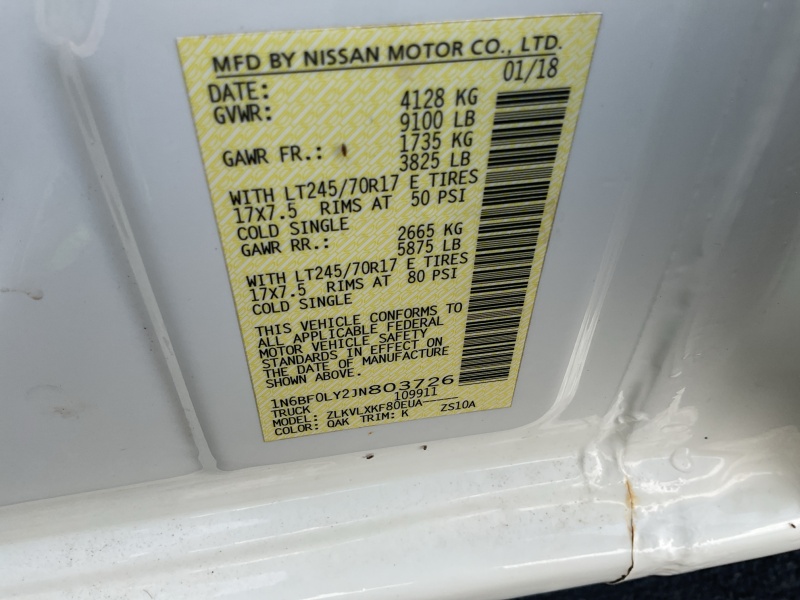 MFD BY NISSAN MOTOR CO., LTD.
DATE: 01/18
GVWR: 4128 KG
9100 LB
GAWR FR.: 1735 KG
3825 LB
WITH LT245/70R17 E TIRES
17X7.5 RIMS AT 50 PSI
COLD SINGLE
GAWR RR.: 2665 KG
5875 LB
WITH LT245/70R17 E TIRES
17X7.5 RIMS AT 80 PSI
COLD SINGLE
THIS VEHICLE CONFORMS TO
ALL APPLICABLE FEDERAL
MOTOR VEHICLE SAFETY
STANDARDS IN EFFECT ON
THE DATE OF MANUFACTURE
SHOWN ABOVE.
1N6BF0LY2JN803726
TRUCK 109911
MODEL: ZLKVLXKF80EUA ZS10A
COLOR: QAK TRIM: K